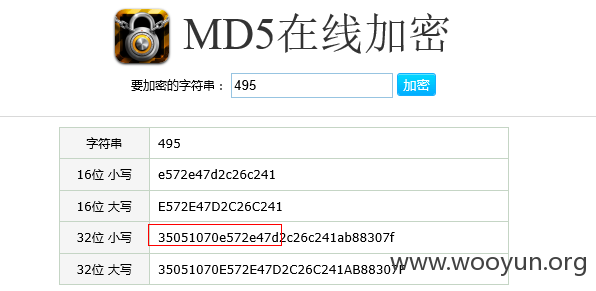 MD5在线加密
要加密的字符串： 495 加密
字符串 495
16位 小写 e572e47d2c26c241
16位 大写 E572E47D2C26C241
32位 小写 35051070e572e47d2c26c241ab88307f
32位 大写 35051070E572E47D2C26C241AB88307F
www.wooyun.org